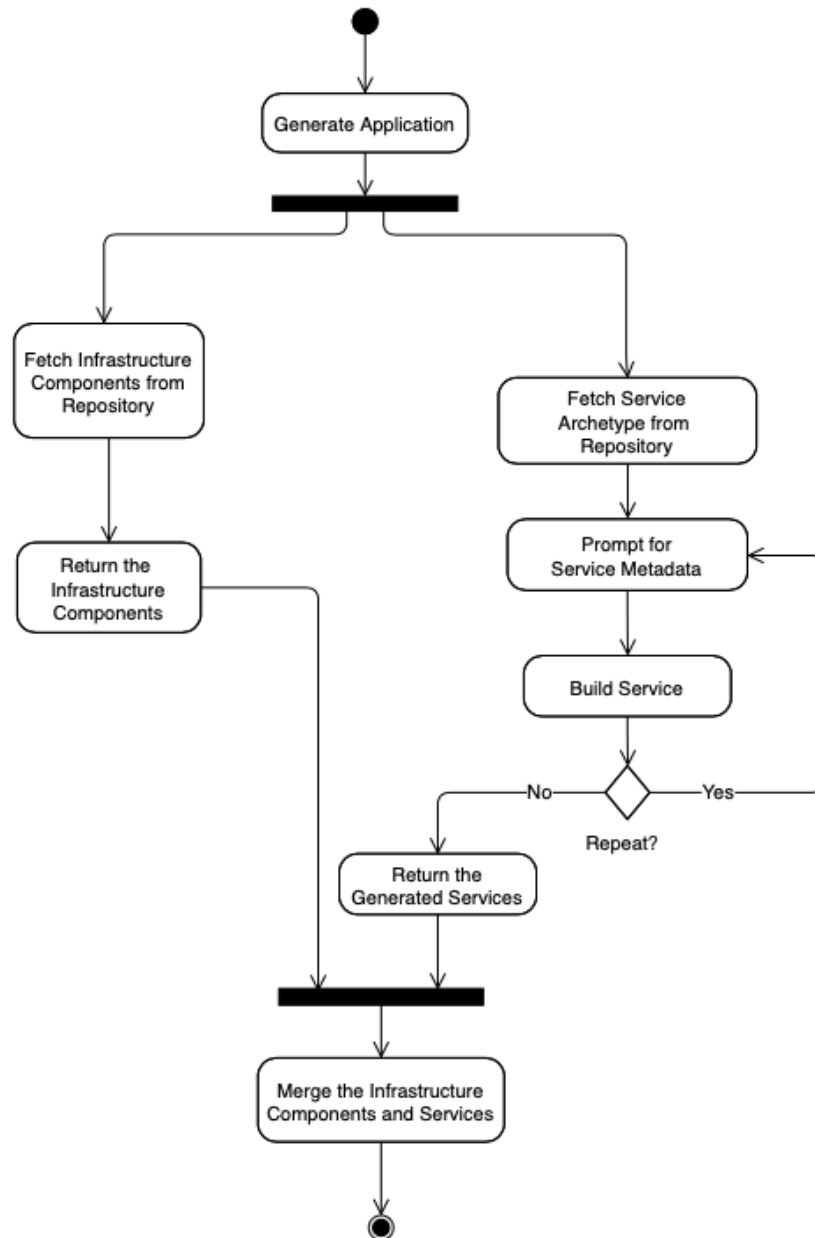 Generate Application
Fetch Infrastructure
Components from
Repository
Fetch Service
Archetype from
Repository
Return the
Infrastructure
Components
Prompt for
Service Metadata
Build Service
No
Yes
Repeat?
Return the
Generated Services
Merge the Infrastructure
Components and Services